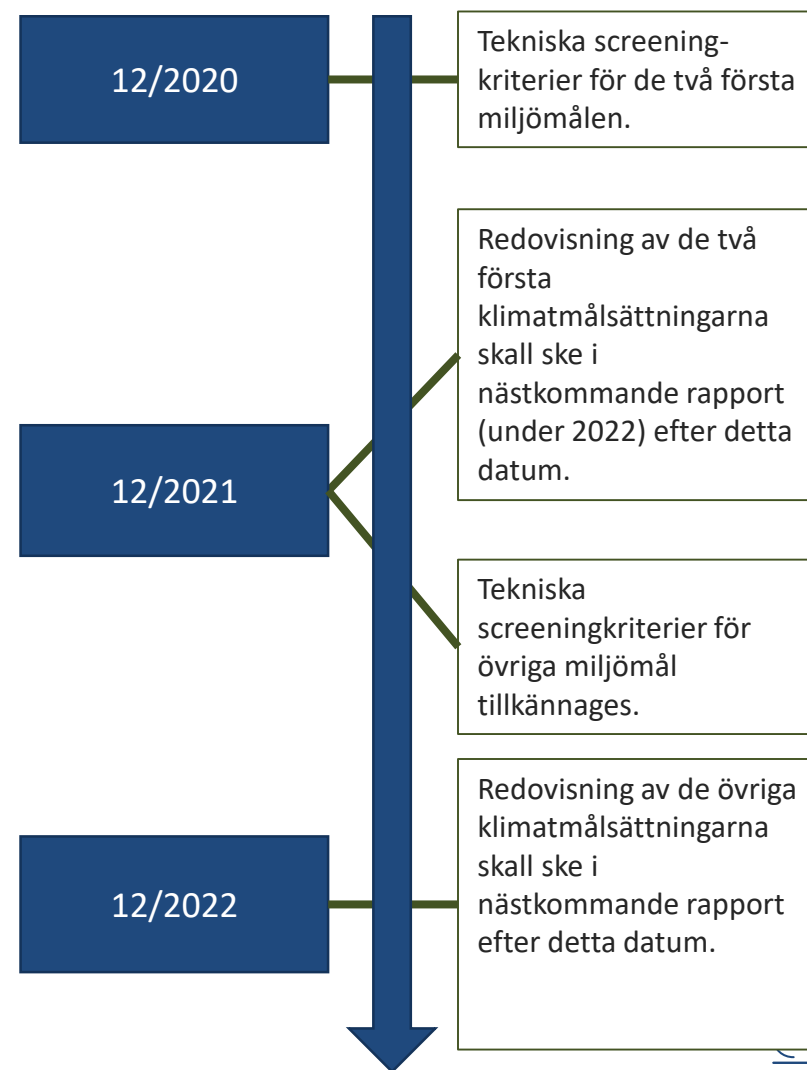 12/2020
Tekniska screening-
kriterier för de två första
miljömålen.
12/2021
Redovisning av de två
första
klimatmålsättningarna
skall ske i
nästkommande rapport
(under 2022) efter detta
datum.
Tekniska
screeningkriterier för
övriga miljömål
tillkännages.
12/2022
Redovisning av de övriga
klimatmålsättningarna
skall ske i
nästkommande rapport
efter detta datum.